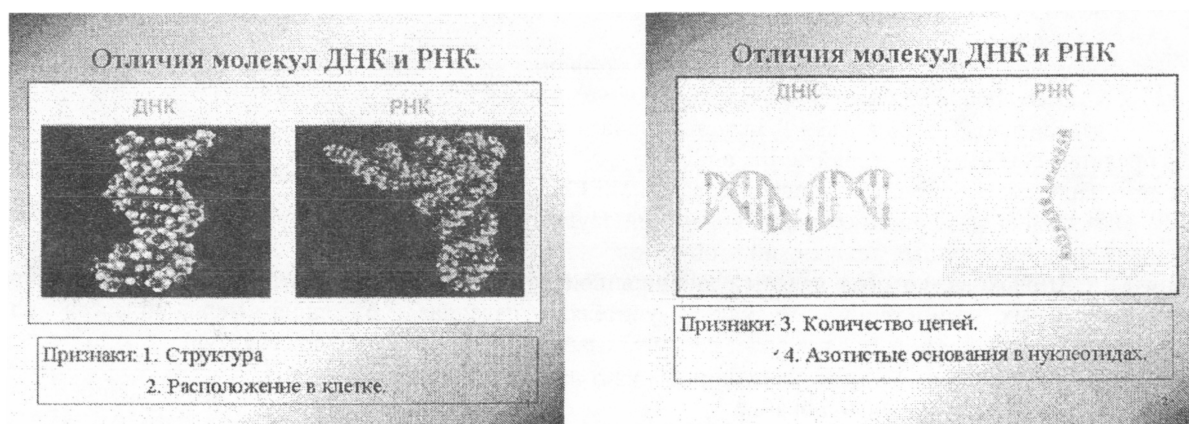 Отличия молекул ДНК и РНК.
ДНК РНК
Признаки: 1. Структура
2. Расположение в клетке.
Отличия молекул ДНК и РНК
ДНК РНК
Признаки: 3. Количество цепей.
4. Азотистые основания в нуклеотидах.